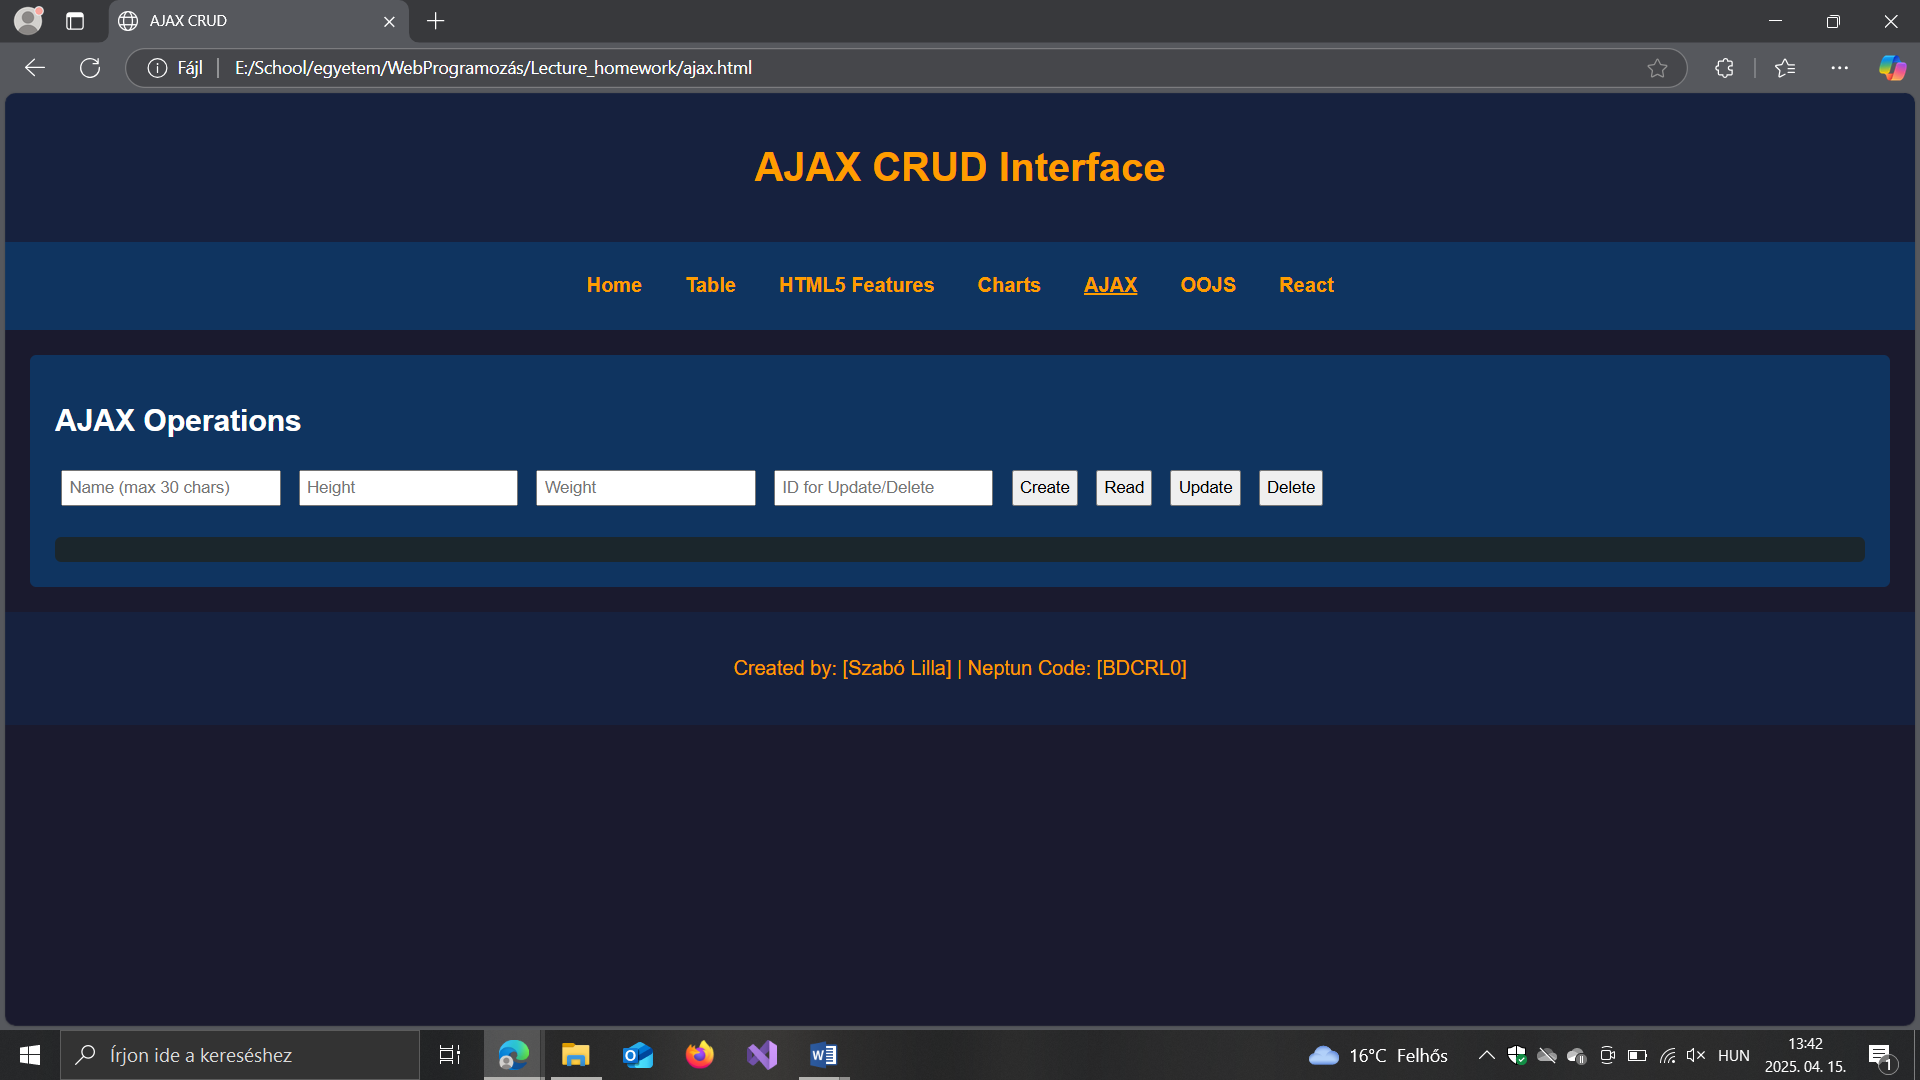 AJAX CRUD
Fájl
E:/School/egyetem/WebProgramozás/Lecture_homework/ajax.html
AJAX CRUD Interface
Home Table HTML5 Features Charts AJAX OOJS React
AJAX Operations
Name (max 30 chars) Height Weight ID for Update/Delete Create Read Update Delete
Created by: [Szabó Lilla] | Neptun Code: [BDCRL0]
Írjon ide a kereséshez
16°C Felhős
HUN
13:42
2025. 04. 15.
1